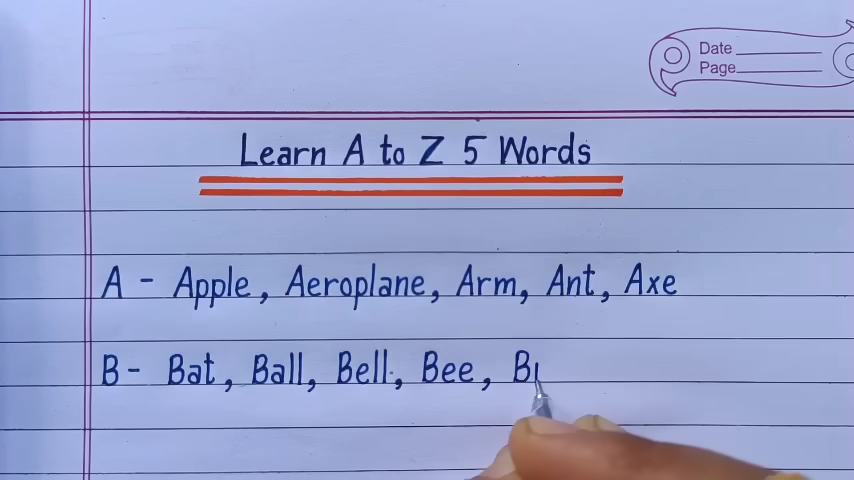 Date
Page
Learn A to Z 5 Words
A - Apple, Aeroplane, Arm, Ant, Axe
B - Bat, Ball, Bell, Bee, B